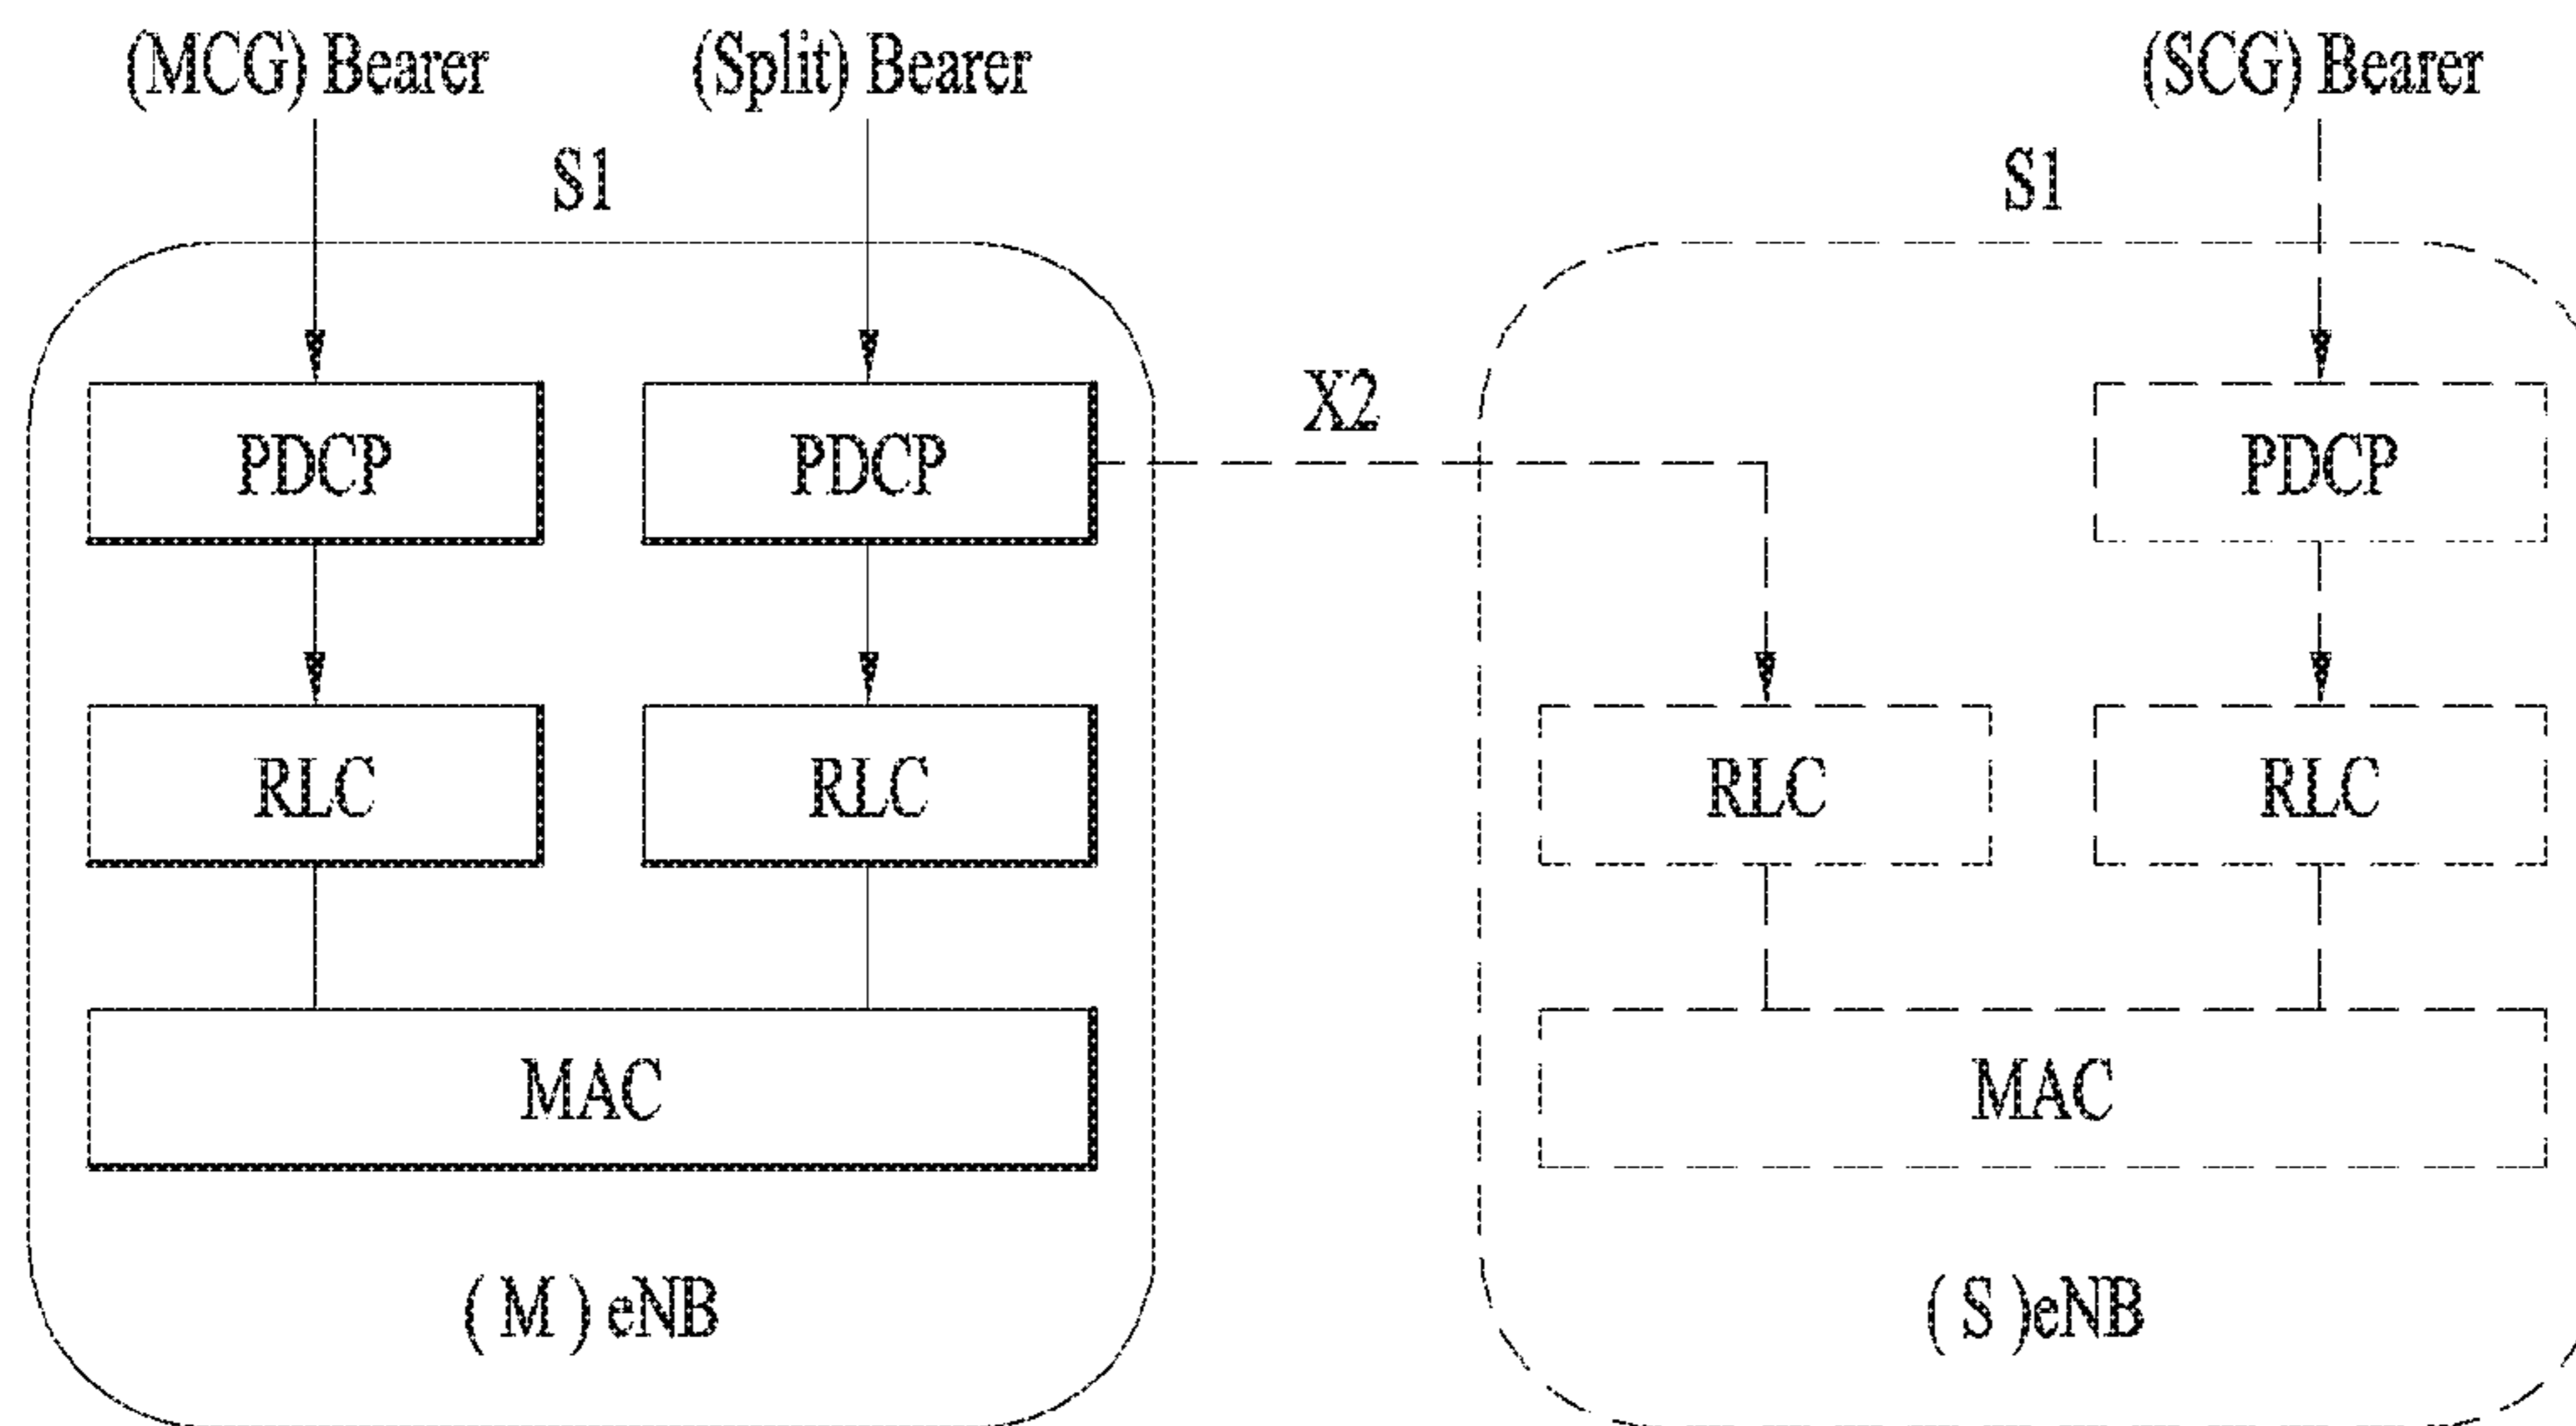 (MCG) Bearer (Split) Bearer (SCG) Bearer
S1 S1
X2
PDCP PDCP PDCP
RLC RLC RLC RLC
MAC MAC
( M ) eNB ( S )eNB